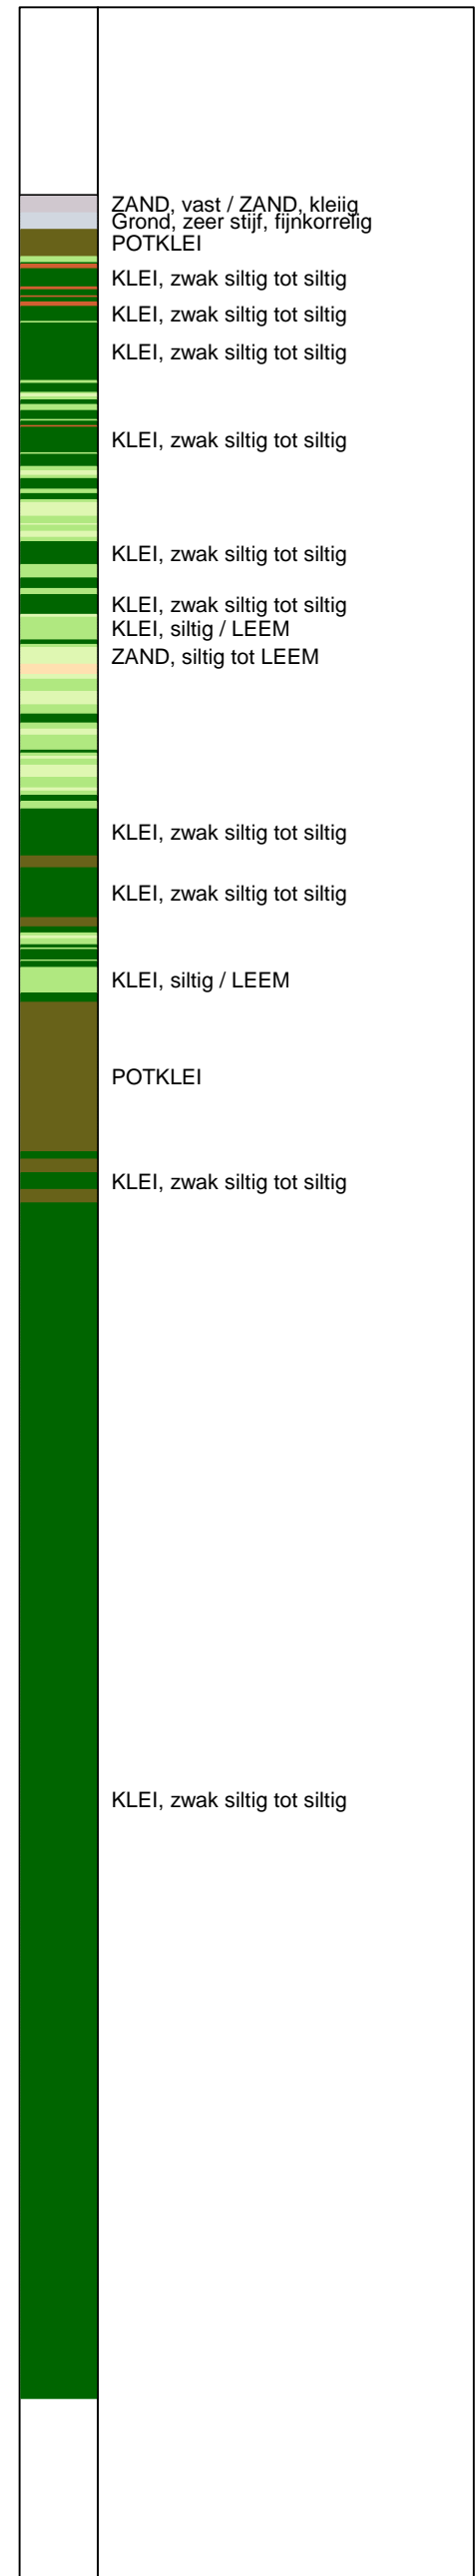 ZAND, vast / ZAND, kleiig
Grond, zeer stijf, fijnkorrelig
POTKLEI
KLEI, zwak siltig tot siltig
KLEI, zwak siltig tot siltig
KLEI, zwak siltig tot siltig
KLEI, zwak siltig tot siltig
KLEI, zwak siltig tot siltig
KLEI, zwak siltig tot siltig
KLEI, siltig / LEEM
ZAND, siltig tot LEEM
KLEI, zwak siltig tot siltig
KLEI, zwak siltig tot siltig
KLEI, siltig / LEEM
POTKLEI
KLEI, zwak siltig tot siltig
KLEI, zwak siltig tot siltig